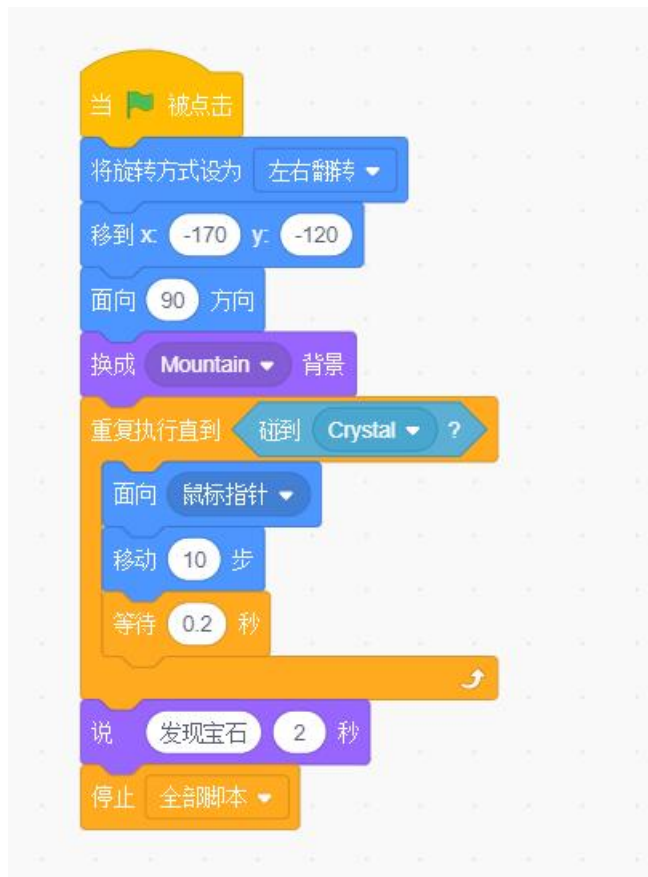 当 被点击
将旋转方式设为 左右翻转
移到 x: -170 y: -120
面向 90 方向
换成 Mountain 背景
重复执行直到 碰到 Crystal ?
面向 鼠标指针
移动 10 步
等待 0.2 秒
说 发现宝石 2 秒
停止 全部脚本